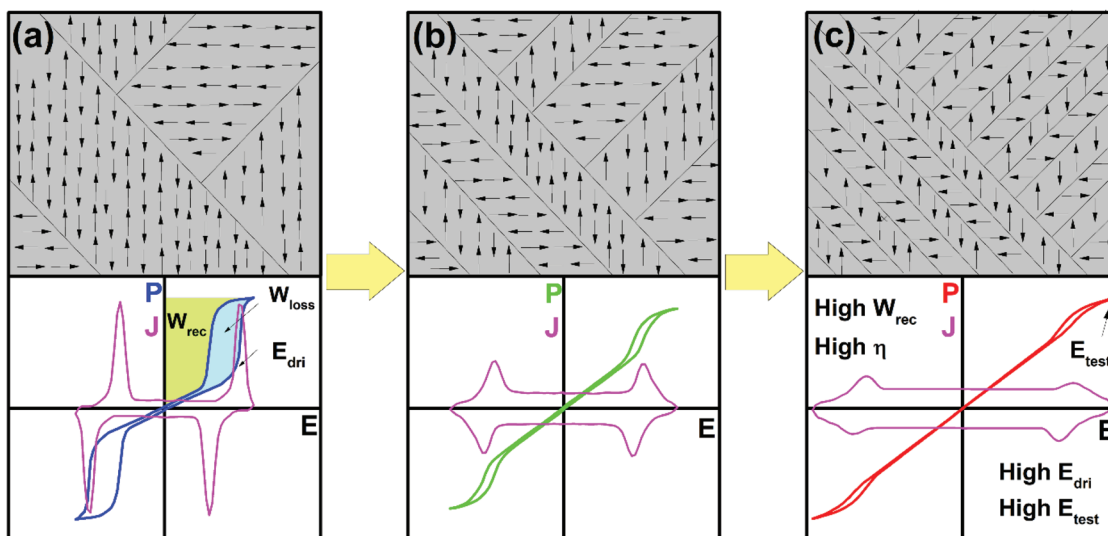 (a)
(b)
(c)
P
J
W_rec
W_loss
E_dri
E
P
J
E
High W_rec
High η
P
J
E_test
E
High E_dri
High E_test